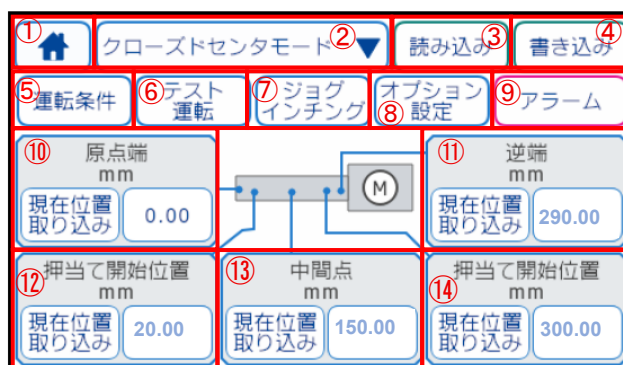 ① ② ③ ④
クローズドセンタモード▼ 読み込み 書き込み
⑤ ⑥ ⑦ ⑧ ⑨
運転条件 テスト運転 ジョグインチング オプション設定 アラーム
⑩ 原点端
mm
現在位置
取り込み 0.00
M
⑪ 逆端
mm
現在位置
取り込み 290.00
⑫ 押当て開始位置
mm
現在位置
取り込み 20.00
⑬ 中間点
mm
現在位置
取り込み 150.00
⑭ 押当て開始位置
mm
現在位置
取り込み 300.00